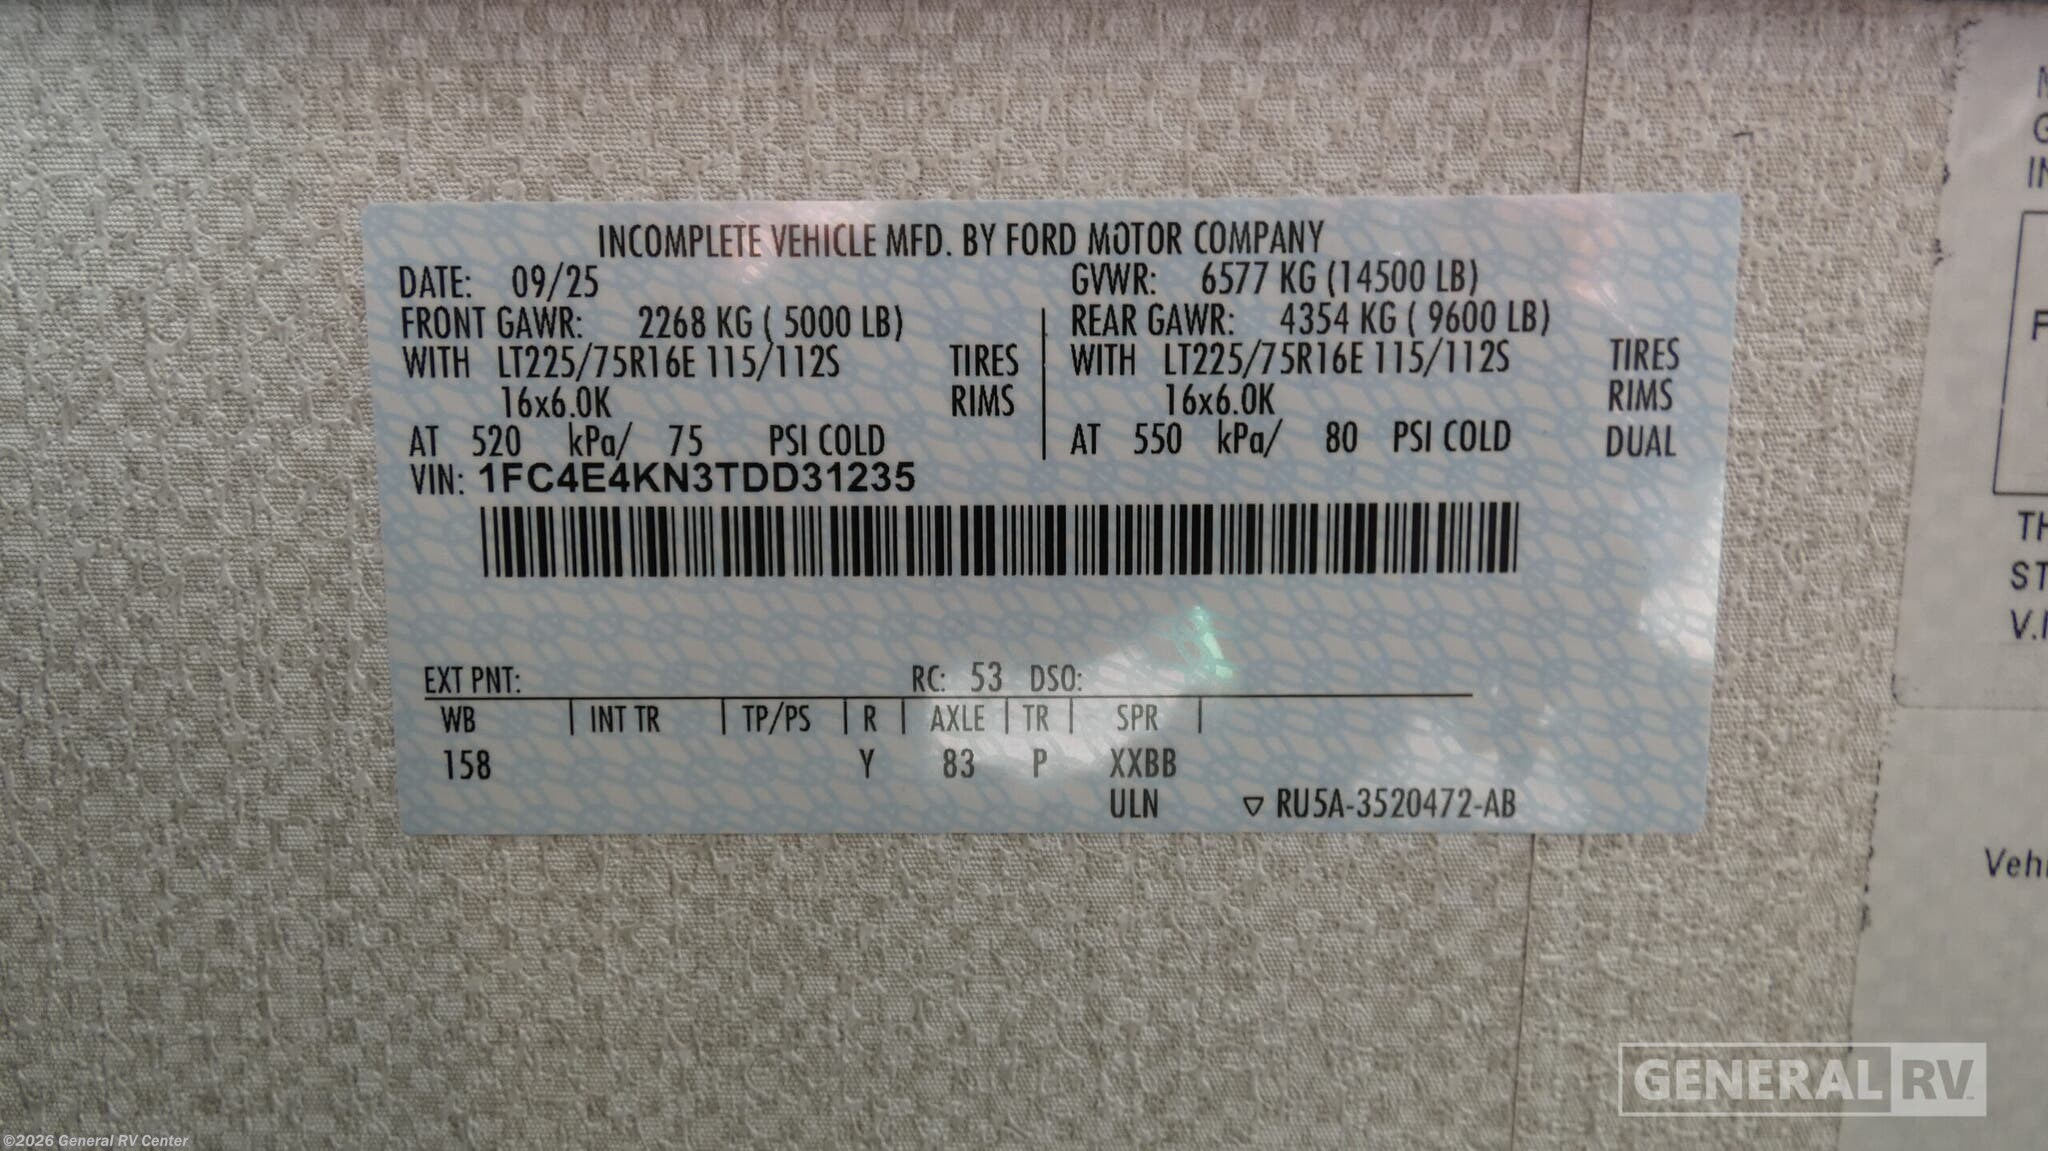 INCOMPLETE VEHICLE MFD. BY FORD MOTOR COMPANY
DATE: 09/25 GVWR: 6577 KG (14500 LB)
FRONT GAWR: 2268 KG ( 5000 LB) REAR GAWR: 4354 KG ( 9600 LB)
WITH LT225/75R16E 115/112S TIRES WITH LT225/75R16E 115/112S TIRES
16x6.0K RIMS 16x6.0K RIMS
AT 520 kPa/ 75 PSI COLD AT 550 kPa/ 80 PSI COLD DUAL
VIN: 1FC4E4KN3TDD31235
EXT PNT: RC: 53 DSO:
WB | INT TR | TP/PS | R | AXLE | TR | SPR |
158 Y 83 P XXBB
ULN ▽ RU5A-3520472-AB
TH
ST
V.I
Vehi
GENERAL RV
©2026 General RV Center